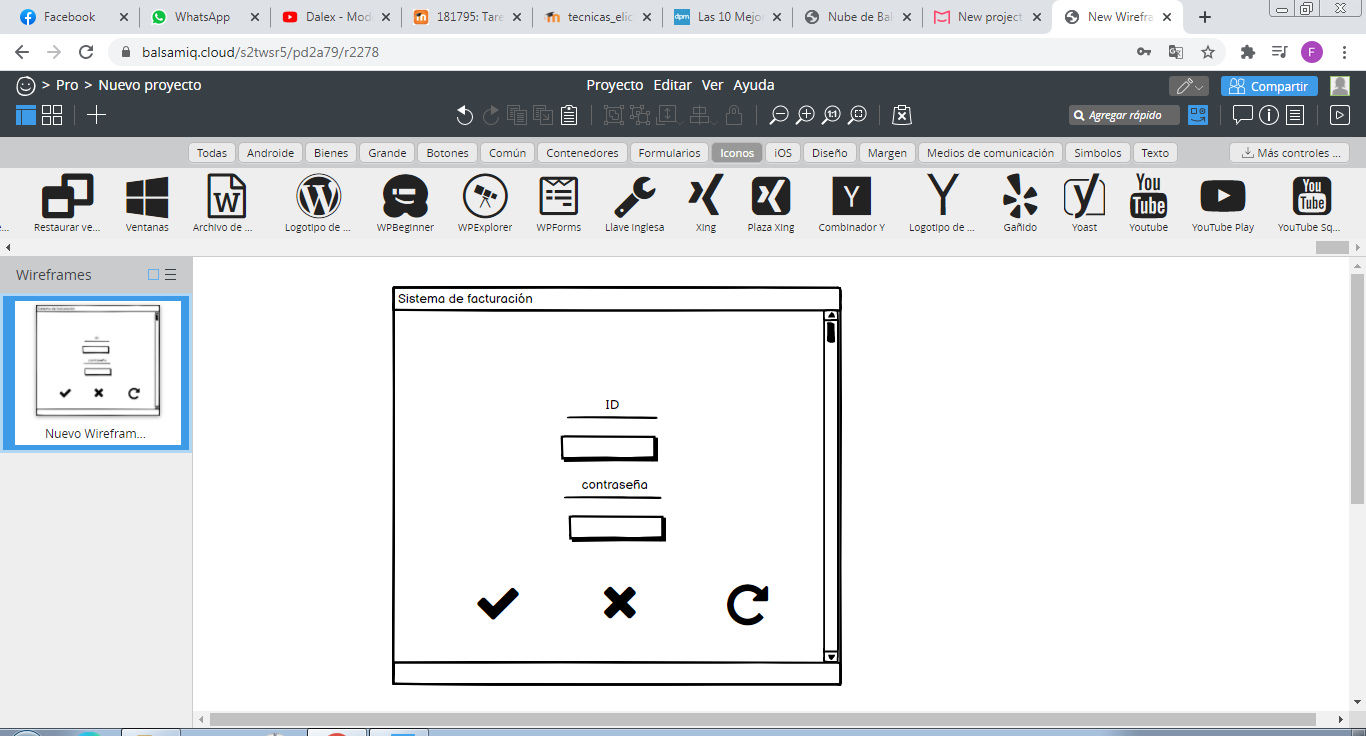 Facebook
WhatsApp
Dalex - Mod
181795: Tare
tecnicas_elic
Las 10 Mejo
Nube de Bal
New project
New Wirefra
balsamiq.cloud/s2twsr5/pd2a79/r2278
F
> Pro > Nuevo proyecto
Proyecto Editar Ver Ayuda
Compartir
1:1
Agregar rápido
Todas Androide Bienes Grande Botones Común Contenedores Formularios Iconos iOS Diseño Margen Medios de comunicación Simbolos Texto Más controles ...
e... Restaurar ve... Ventanas Archivo de ... Logotipo de ... WPBeginner WPExplorer WPForms Llave Inglesa Xing Plaza Xing Combinador Y Logotipo de ... Gañido Yoast Youtube YouTube Play YouTube Sq...
Wireframes
Nuevo Wirefram...
Sistema de facturación
ID
contraseña